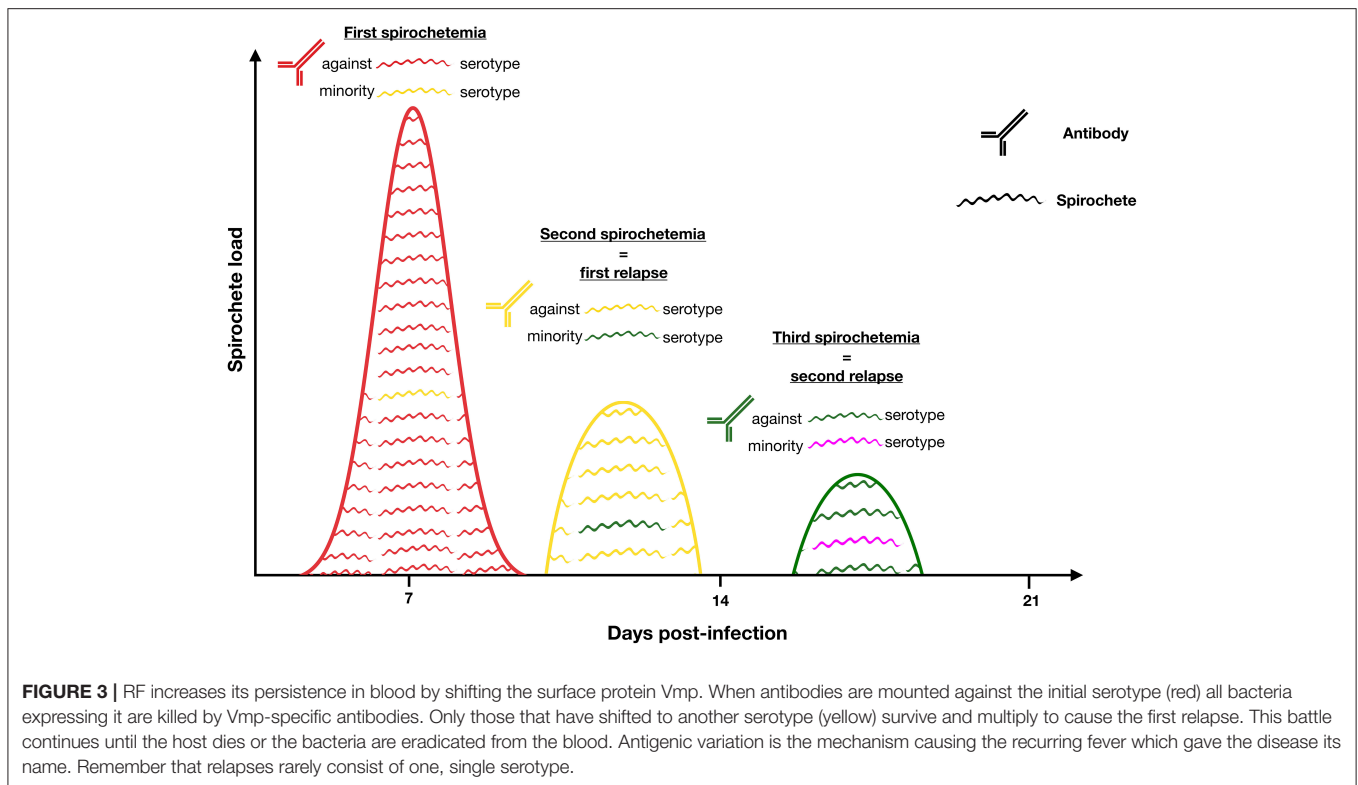 First spirochetemia
against serotype
minority serotype
Antibody
Spirochete
Second spirochetemia
=
first relapse
against serotype
minority serotype
Third spirochetemia
=
second relapse
against serotype
minority serotype
Spirochete load
7
14
21
Days post-infection
FIGURE 3 | RF increases its persistence in blood by shifting the surface protein Vmp. When antibodies are mounted against the initial serotype (red) all bacteria
expressing it are killed by Vmp-specific antibodies. Only those that have shifted to another serotype (yellow) survive and multiply to cause the first relapse. This battle
continues until the host dies or the bacteria are eradicated from the blood. Antigenic variation is the mechanism causing the recurring fever which gave the disease its
name. Remember that relapses rarely consist of one, single serotype.